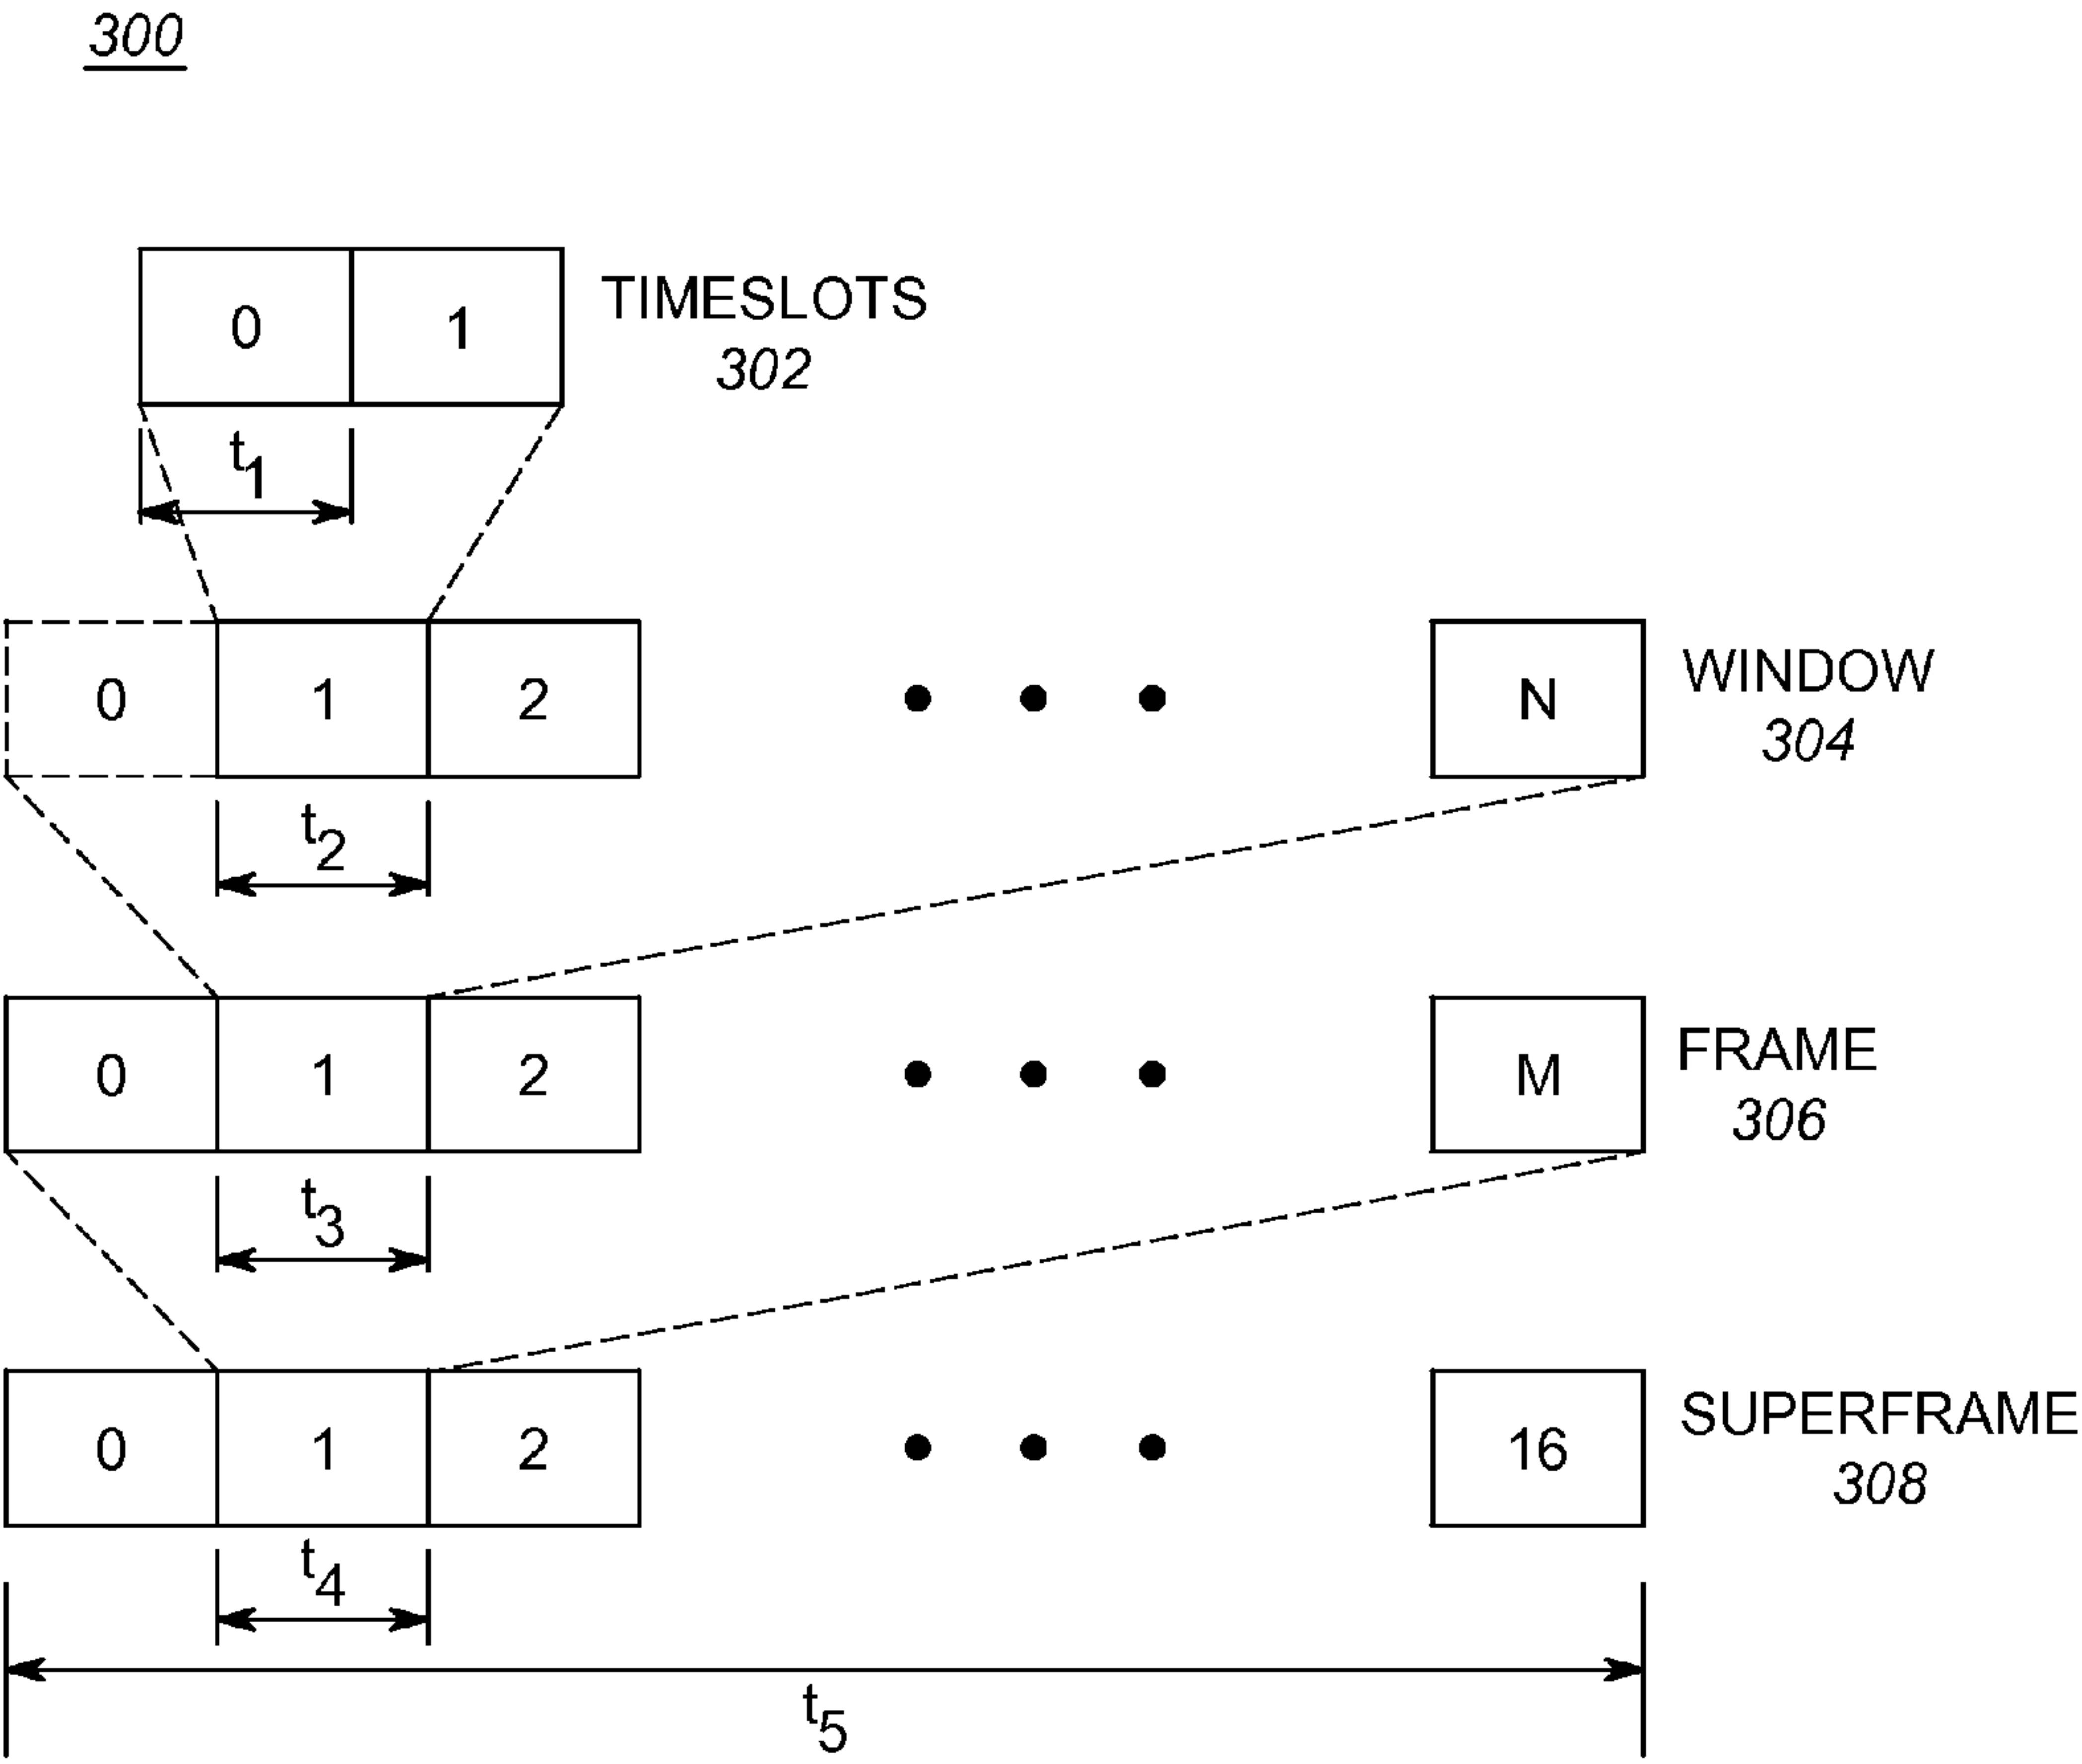 300
0 1 TIMESLOTS
302
t1
0 1 2 N WINDOW
304
t2
0 1 2 M FRAME
306
t3
0 1 2 16 SUPERFRAME
308
t4
t5